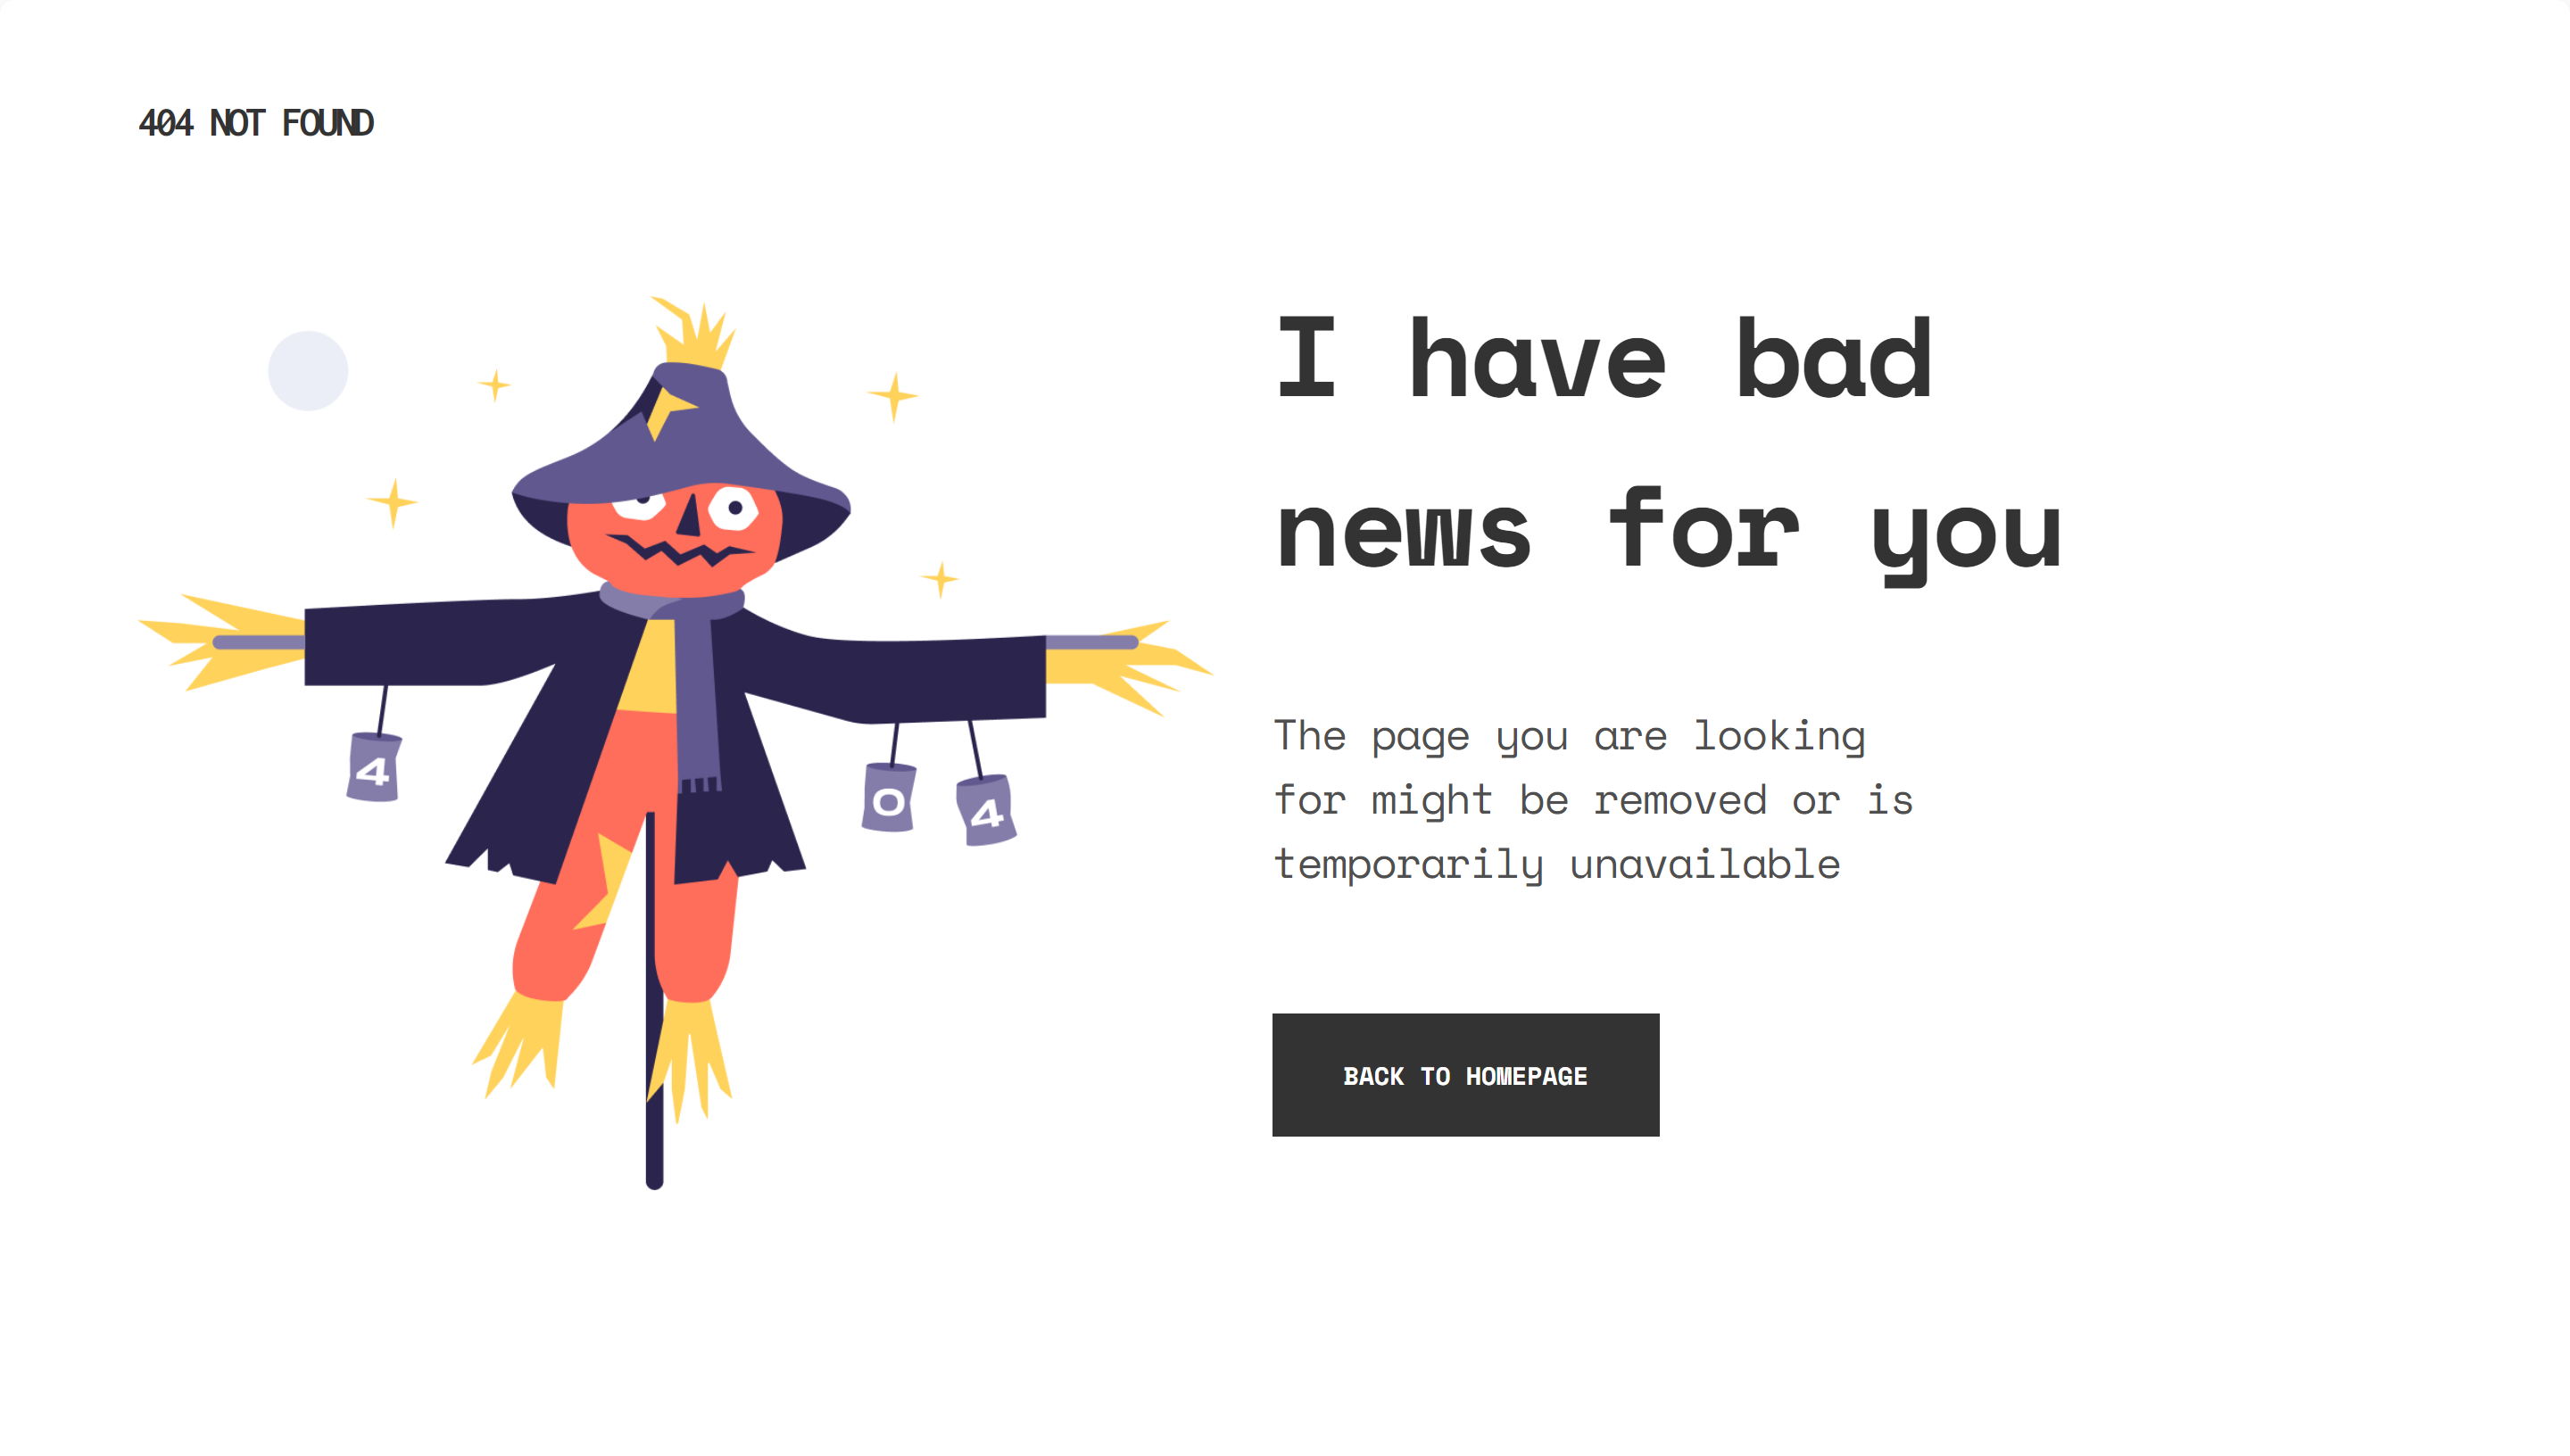 404 NOT FOUND
I have bad
news for you
4
0
4
The page you are looking
for might be removed or is
temporarily unavailable
BACK TO HOMEPAGE